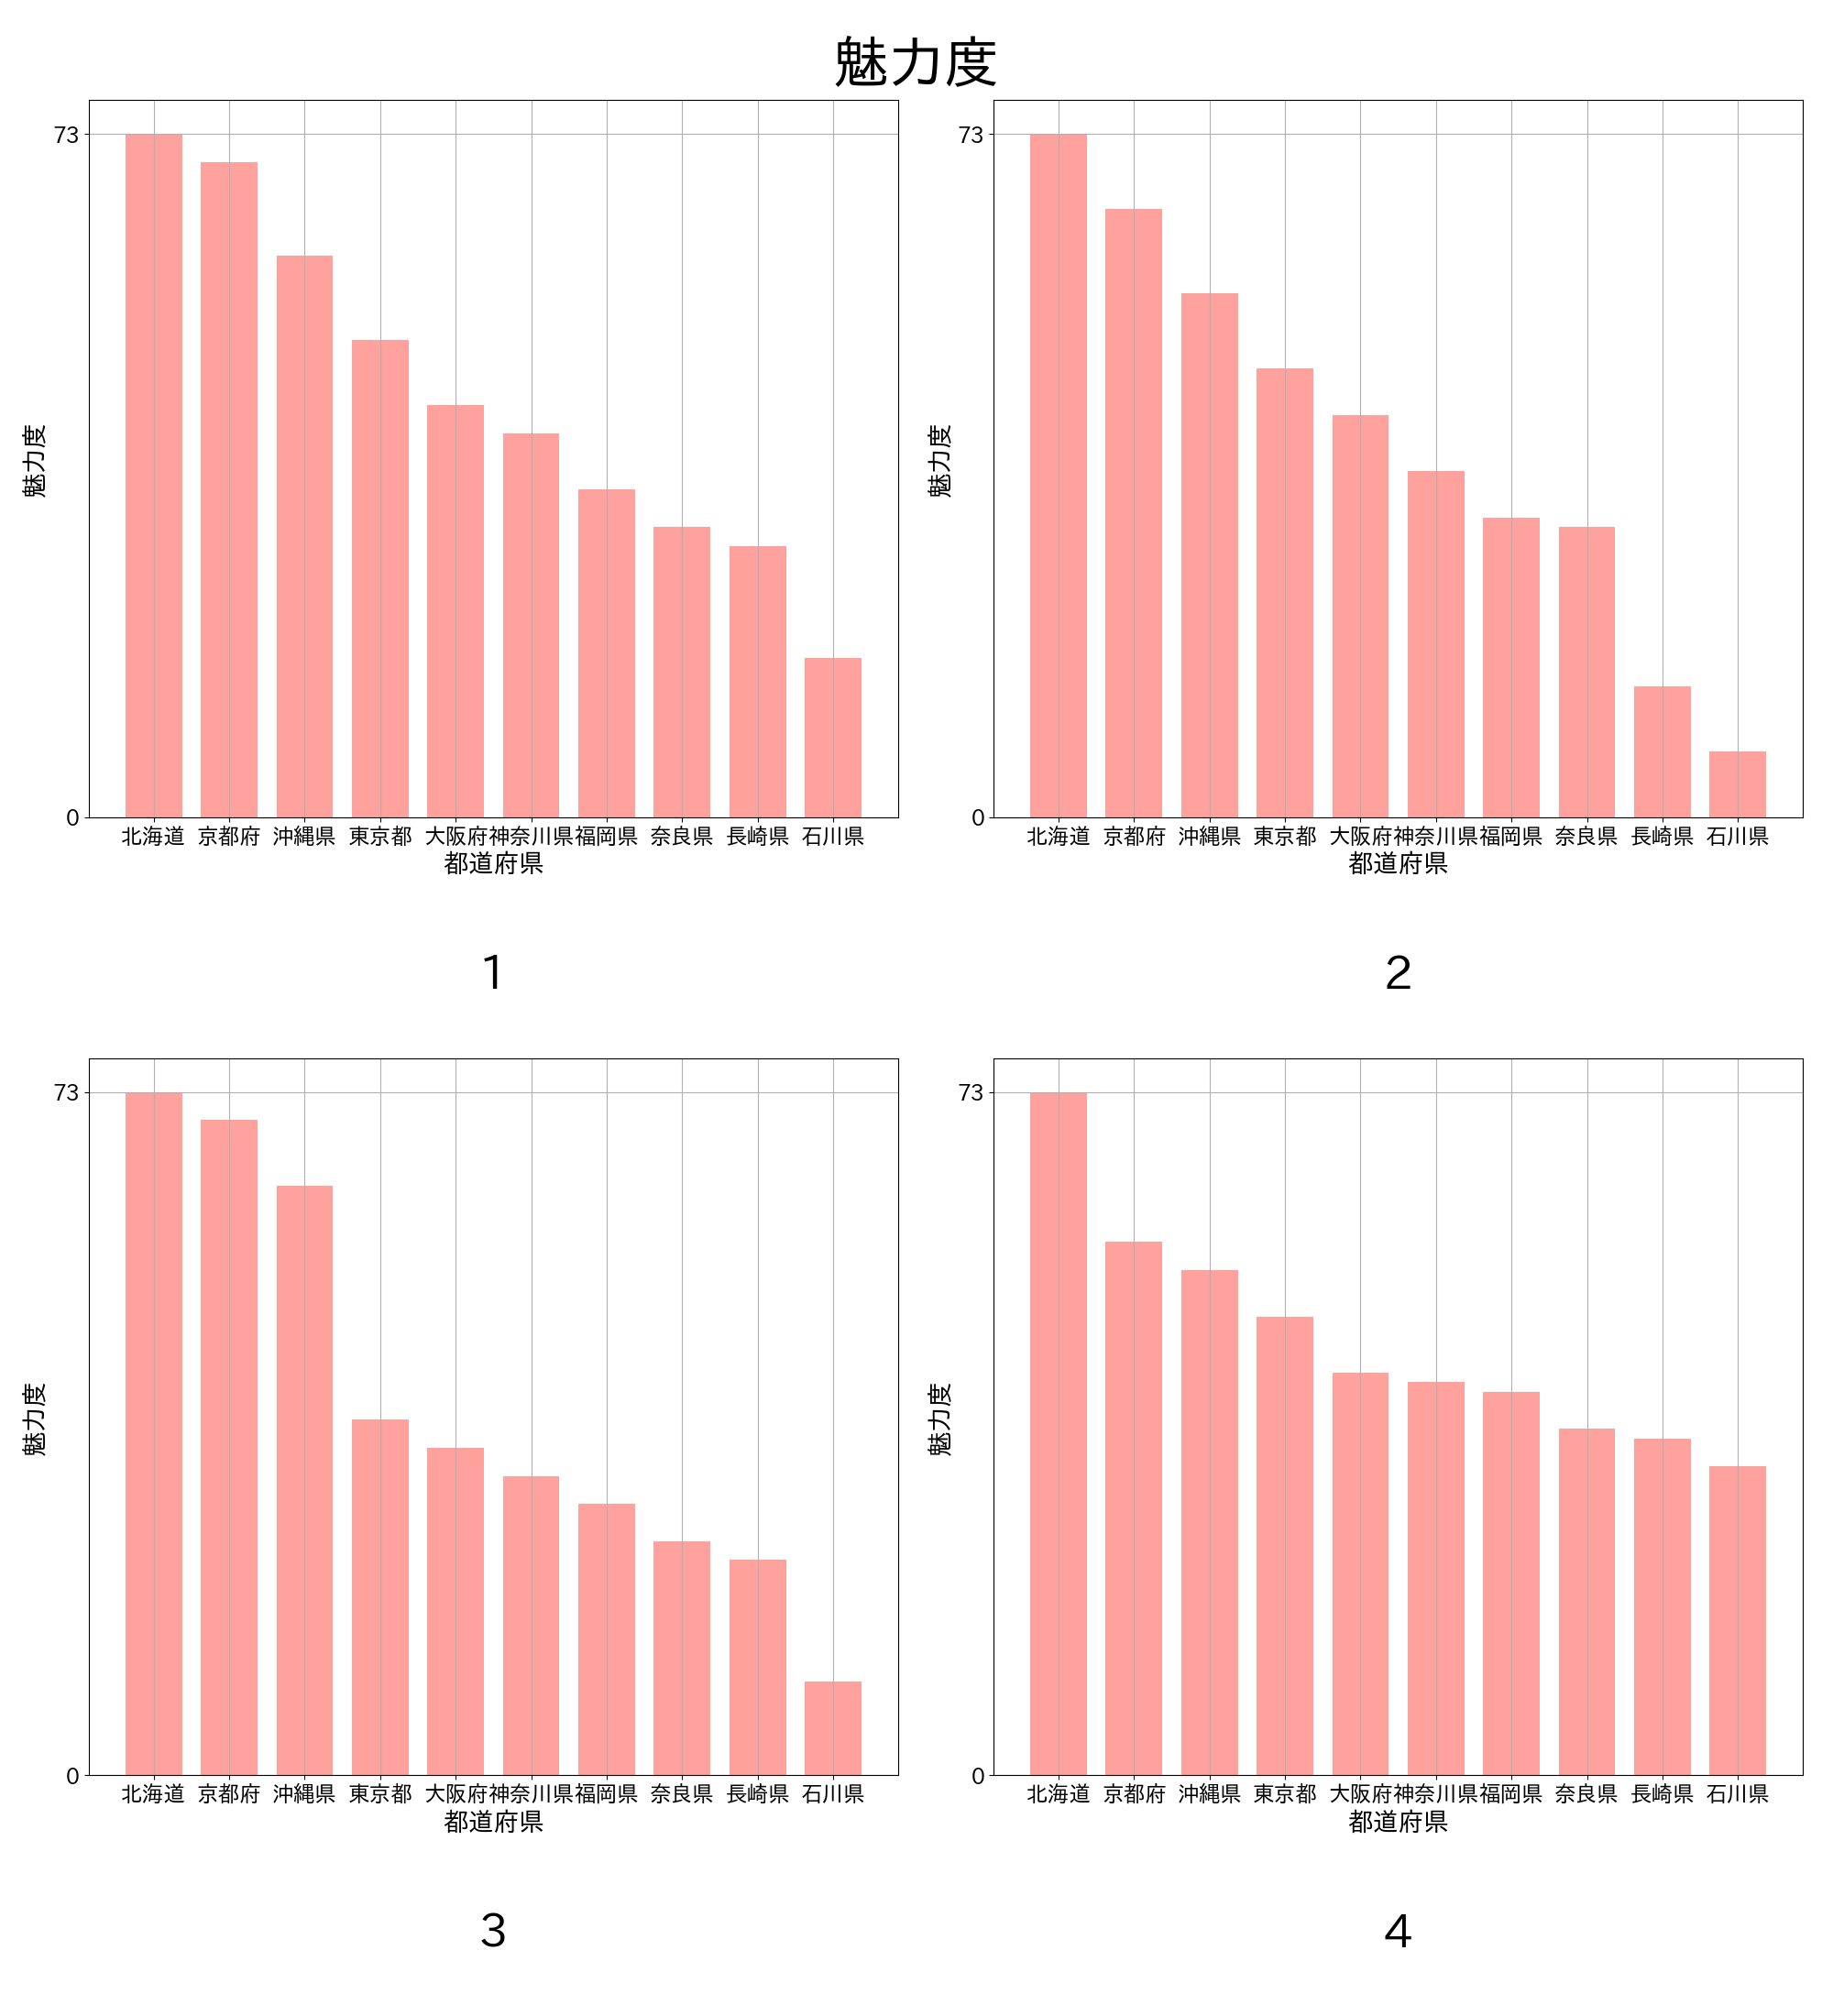 魅力度
73
0
魅力度
北海道 京都府 沖縄県 東京都 大阪府 神奈川県 福岡県 奈良県 長崎県 石川県
都道府県
1
73
0
魅力度
北海道 京都府 沖縄県 東京都 大阪府 神奈川県 福岡県 奈良県 長崎県 石川県
都道府県
2
73
0
魅力度
北海道 京都府 沖縄県 東京都 大阪府 神奈川県 福岡県 奈良県 長崎県 石川県
都道府県
3
73
0
魅力度
北海道 京都府 沖縄県 東京都 大阪府 神奈川県 福岡県 奈良県 長崎県 石川県
都道府県
4